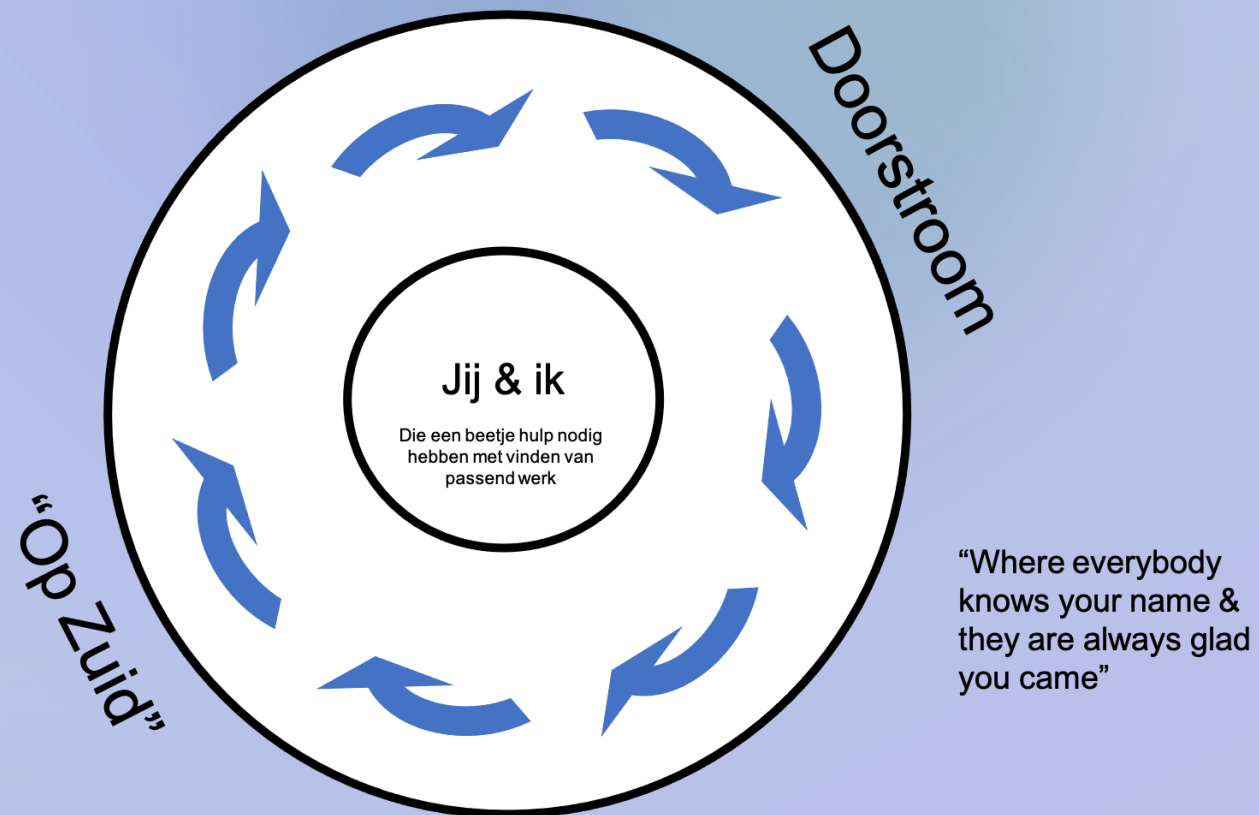 Doorstroom
Jij & ik
Die een beetje hulp nodig
hebben met vinden van
passend werk
“Op Zuid”
“Where everybody
knows your name &
they are always glad
you came”